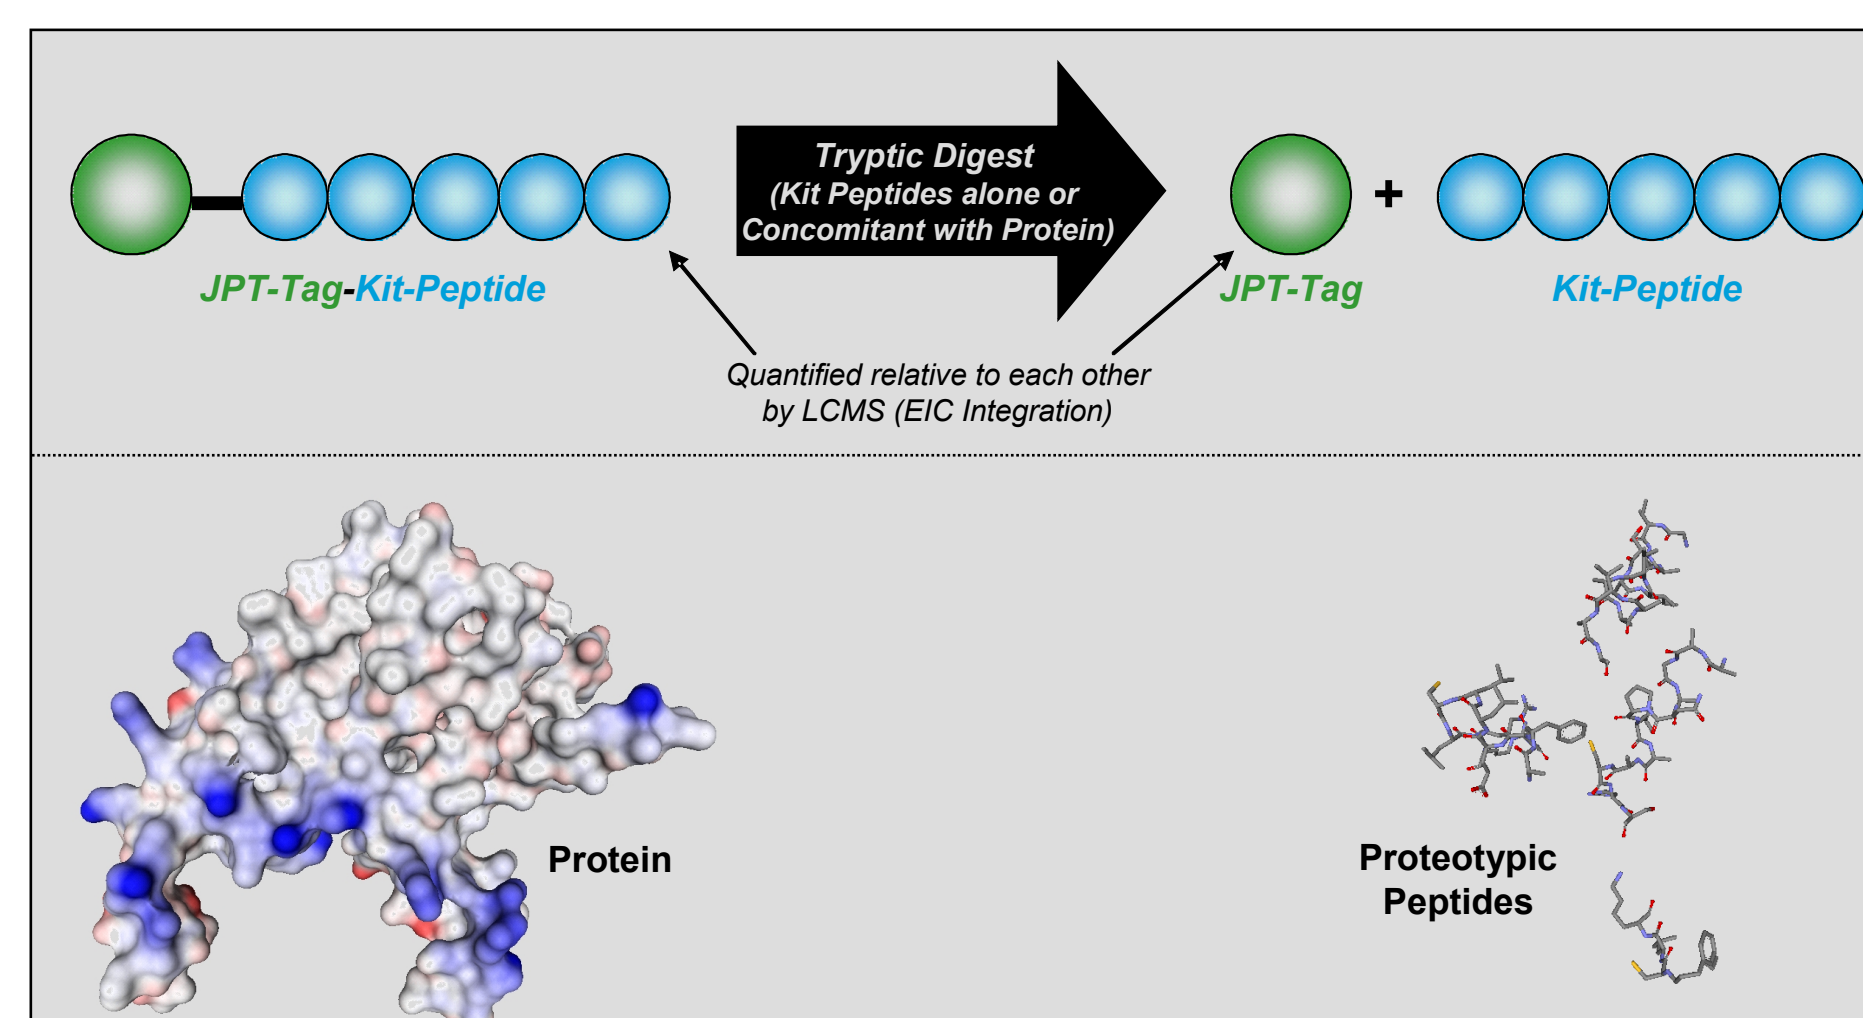 Tryptic Digest
(Kit Peptides alone or
Concomitant with Protein)
+
JPT-Tag-Kit-Peptide
JPT-Tag
Kit-Peptide
Quantified relative to each other
by LCMS (EIC Integration)
Protein
Proteotypic
Peptides